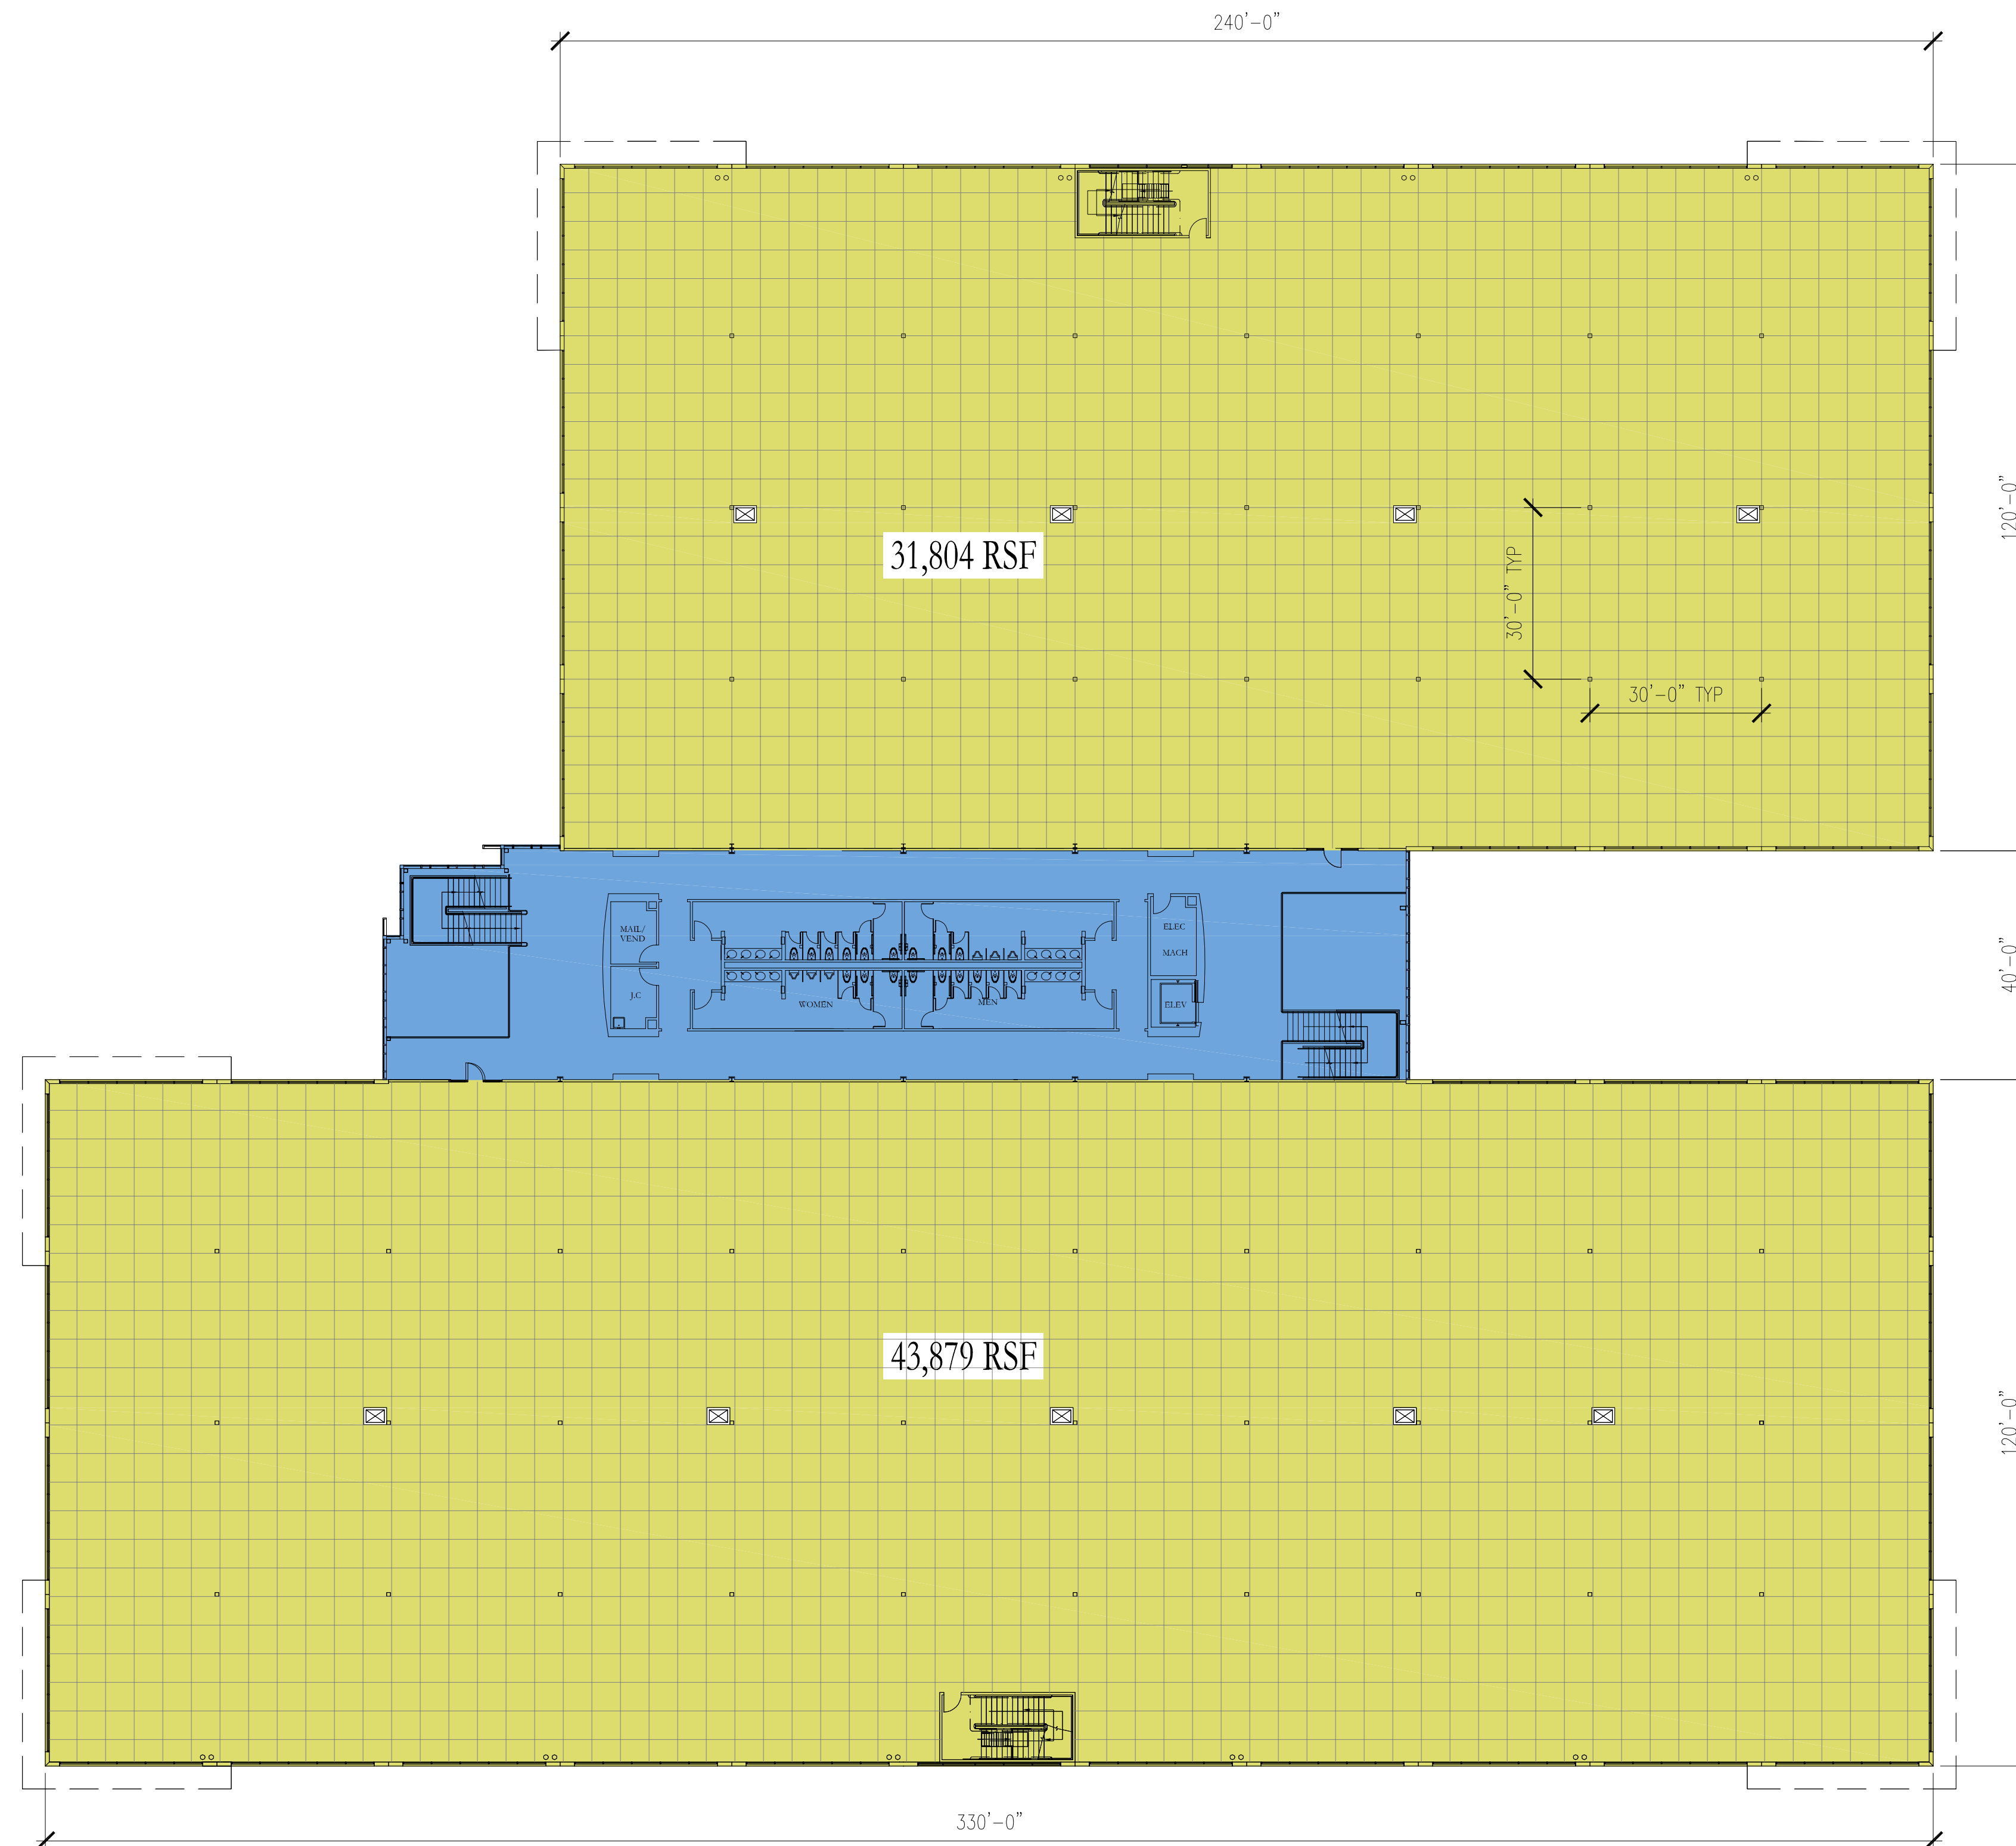 240'-0"
120'-0"
31,804 RSF
30'-0" TYP
30'-0" TYP
MAIL/
VEND
J.C
WOMEN
MEN
ELEC
MACH
ELEV
40'-0"
43,879 RSF
120'-0"
330'-0"